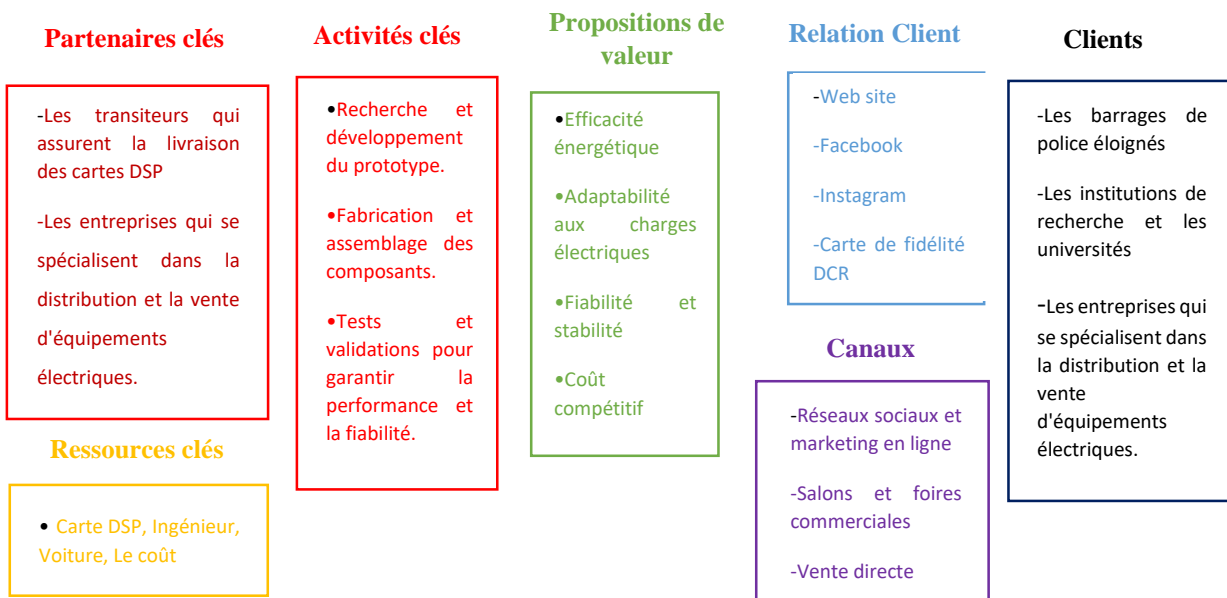 Partenaires clés
-Les transiteurs qui
assurent la livraison
des cartes DSP
-Les entreprises qui se
spécialisent dans la
distribution et la vente
d'équipements
électriques.
Ressources clés
• Carte DSP, Ingénieur,
Voiture, Le coût
Activités clés
•Recherche et
développement
du prototype.
•Fabrication et
assemblage des
composants.
•Tests et
validations pour
garantir la
performance et
la fiabilité.
Propositions de
valeur
•Efficacité
énergétique
•Adaptabilité
aux charges
électriques
•Fiabilité et
stabilité
•Coût
compétitif
Relation Client
-Web site
-Facebook
-Instagram
-Carte de fidélité
DCR
Canaux
-Réseaux sociaux et
marketing en ligne
-Salons et foires
commerciales
-Vente directe
Clients
-Les barrages de
police éloignés
-Les institutions de
recherche et les
universités
-Les entreprises qui
se spécialisent dans
la distribution et la
vente
d'équipements
électriques.